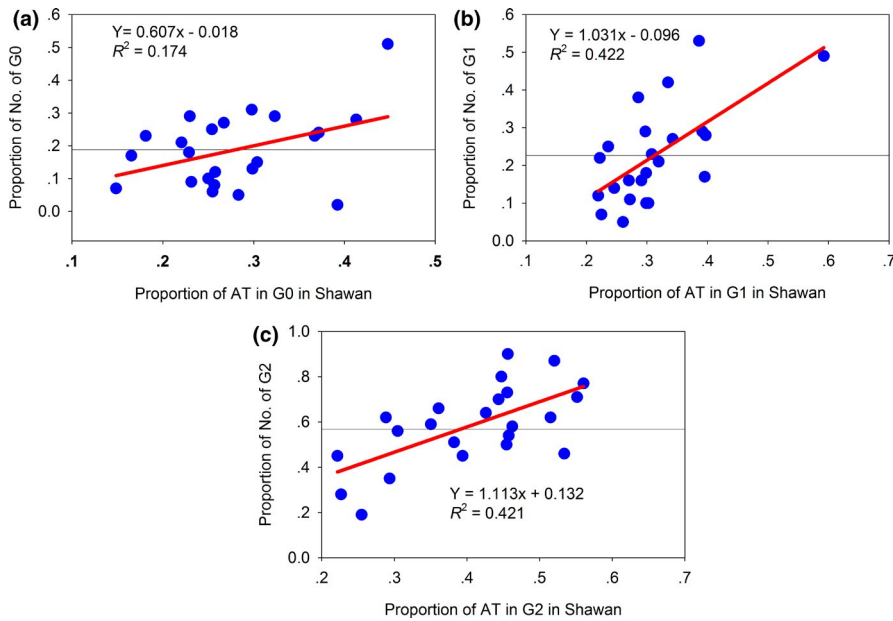 (a)
Y= 0.607x - 0.018
R² = 0.174
Proportion of No. of G0
.6
.5
.4
.3
.2
.1
0.0
.1 .2 .3 .4 .5
Proportion of AT in G0 in Shawan
(b)
Y = 1.031x - 0.096
R² = 0.422
Proportion of No. of G1
.6
.5
.4
.3
.2
.1
0.0
.1 .2 .3 .4 .5 .6 .7
Proportion of AT in G1 in Shawan
(c)
Proportion of No. of G2
1.0
.8
.6
.4
.2
0.0
Y = 1.113x + 0.132
R² = 0.421
.2 .3 .4 .5 .6 .7
Proportion of AT in G2 in Shawan